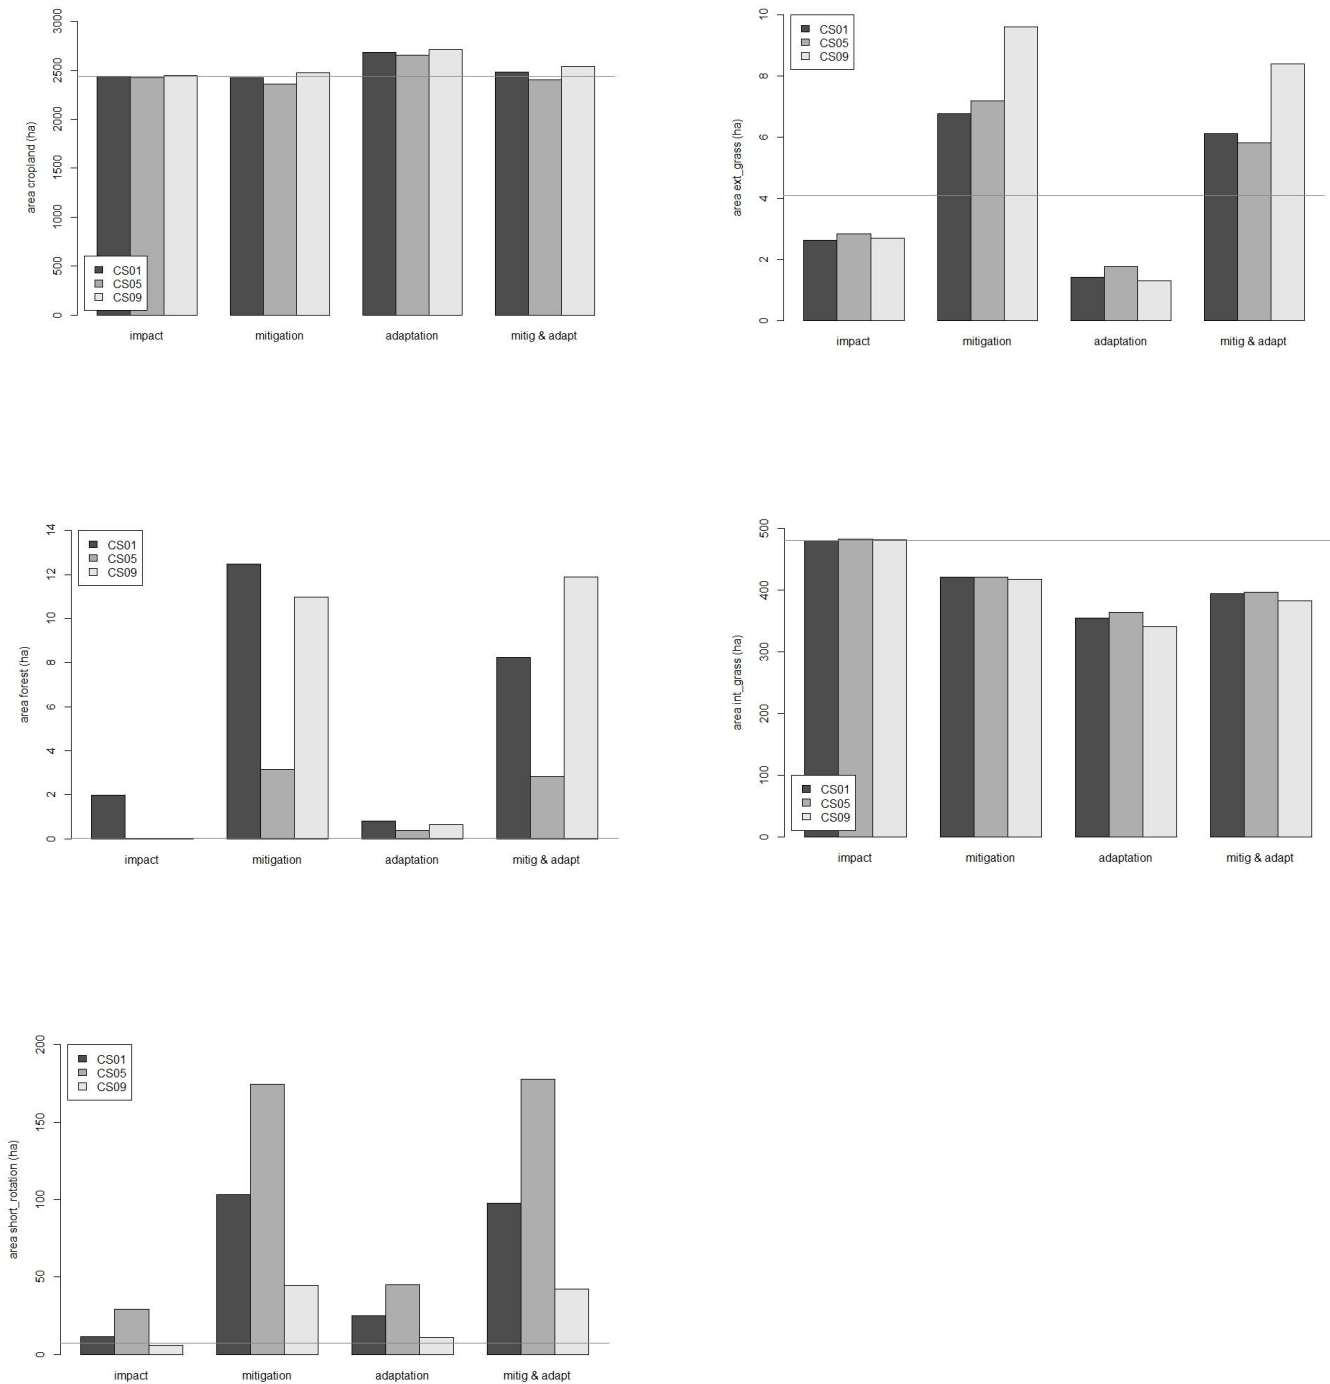 area cropland (ha)
0
500
1000
1500
2000
2500
3000
CS01
CS05
CS09
impact
mitigation
adaptation
mitig & adapt
area ext_grass (ha)
0
2
4
6
8
10
CS01
CS05
CS09
impact
mitigation
adaptation
mitig & adapt
area forest (ha)
0
2
4
6
8
10
12
14
CS01
CS05
CS09
impact
mitigation
adaptation
mitig & adapt
area int_grass (ha)
0
100
200
300
400
500
CS01
CS05
CS09
impact
mitigation
adaptation
mitig & adapt
area short_rotation (ha)
0
50
100
150
200
CS01
CS05
CS09
impact
mitigation
adaptation
mitig & adapt